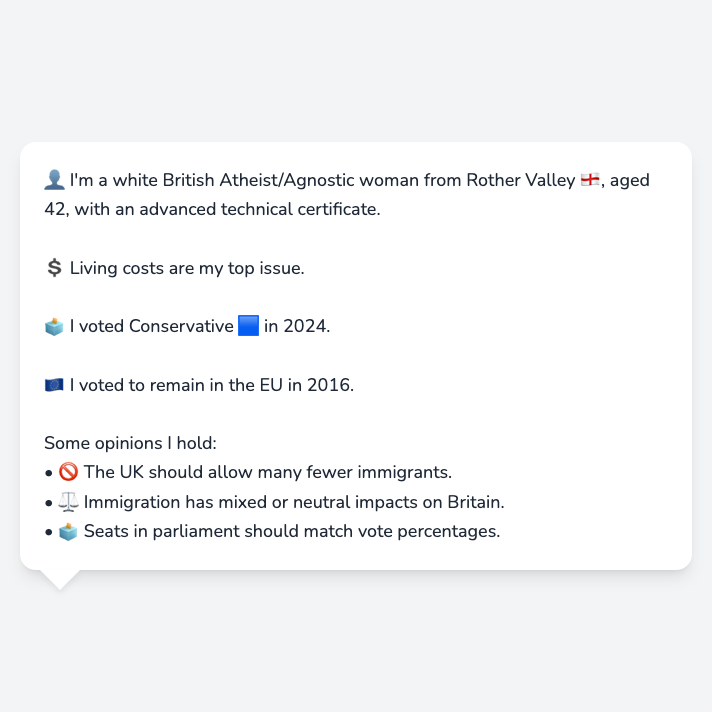 👤 I'm a white British Atheist/Agnostic woman from Rother Valley 🏴󠁧󠁢󠁥󠁮󠁧󠁿, aged
42, with an advanced technical certificate.
💲 Living costs are my top issue.
🗳️ I voted Conservative 🟦 in 2024.
🇪🇺 I voted to remain in the EU in 2016.
Some opinions I hold:
• 🚫 The UK should allow many fewer immigrants.
• ⚖️ Immigration has mixed or neutral impacts on Britain.
• 🗳️ Seats in parliament should match vote percentages.